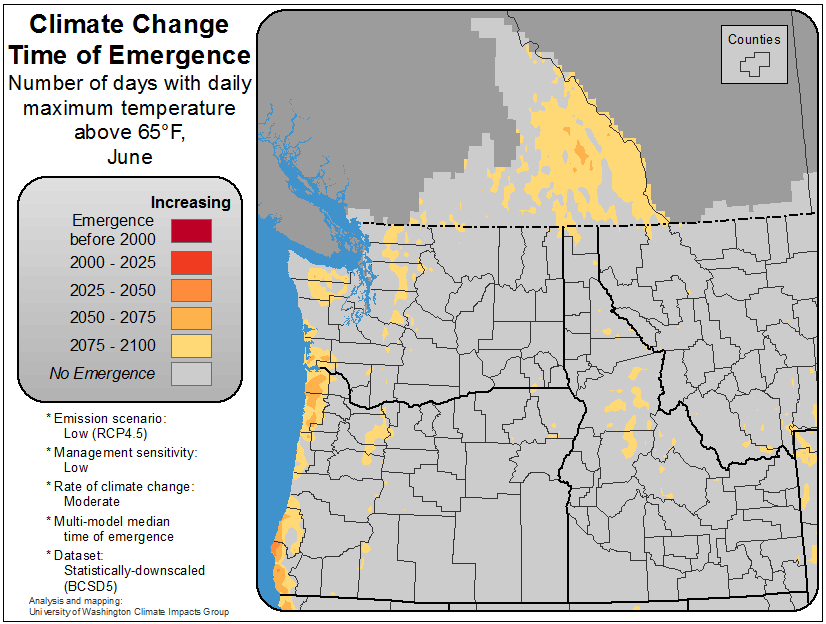 Climate Change
Time of Emergence
Number of days with daily
maximum temperature
above 65°F,
June
Increasing
Emergence
before 2000
2000 - 2025
2025 - 2050
2050 - 2075
2075 - 2100
No Emergence
* Emission scenario:
Low (RCP4.5)
* Management sensitivity:
Low
* Rate of climate change:
Moderate
* Multi-model median
time of emergence
* Dataset:
Statistically-downscaled
(BCSD5)
Analysis and mapping:
University of Washington Climate Impacts Group
Counties